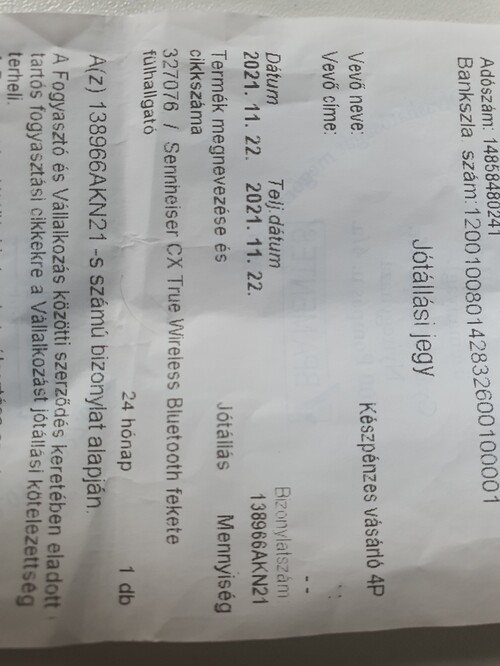 Adószám: 14858480241
Bankszla. szám:120010080142832600100001
Jótállási jegy
Vevő neve: Készpénzes vásárló 4P
Vevő címe:
Dátum Telj.dátum Bizonylatszám
2021. 11. 22. 2021. 11. 22. 138966AKN21
Termék megnevezése és Jótállás Mennyiség
cikkszáma
327076 / Sennheiser CX True Wireless Bluetooth fekete
fülhallgató 24 hónap 1 db
A(z) 138966AKN21 -s számú bizonylat alapján.
A Fogyasztó és Vállalkozás közötti szerződés keretében eladott
tartós fogyasztási cikkekre a Vállalkozást jótállási kötelezettség
terheli.